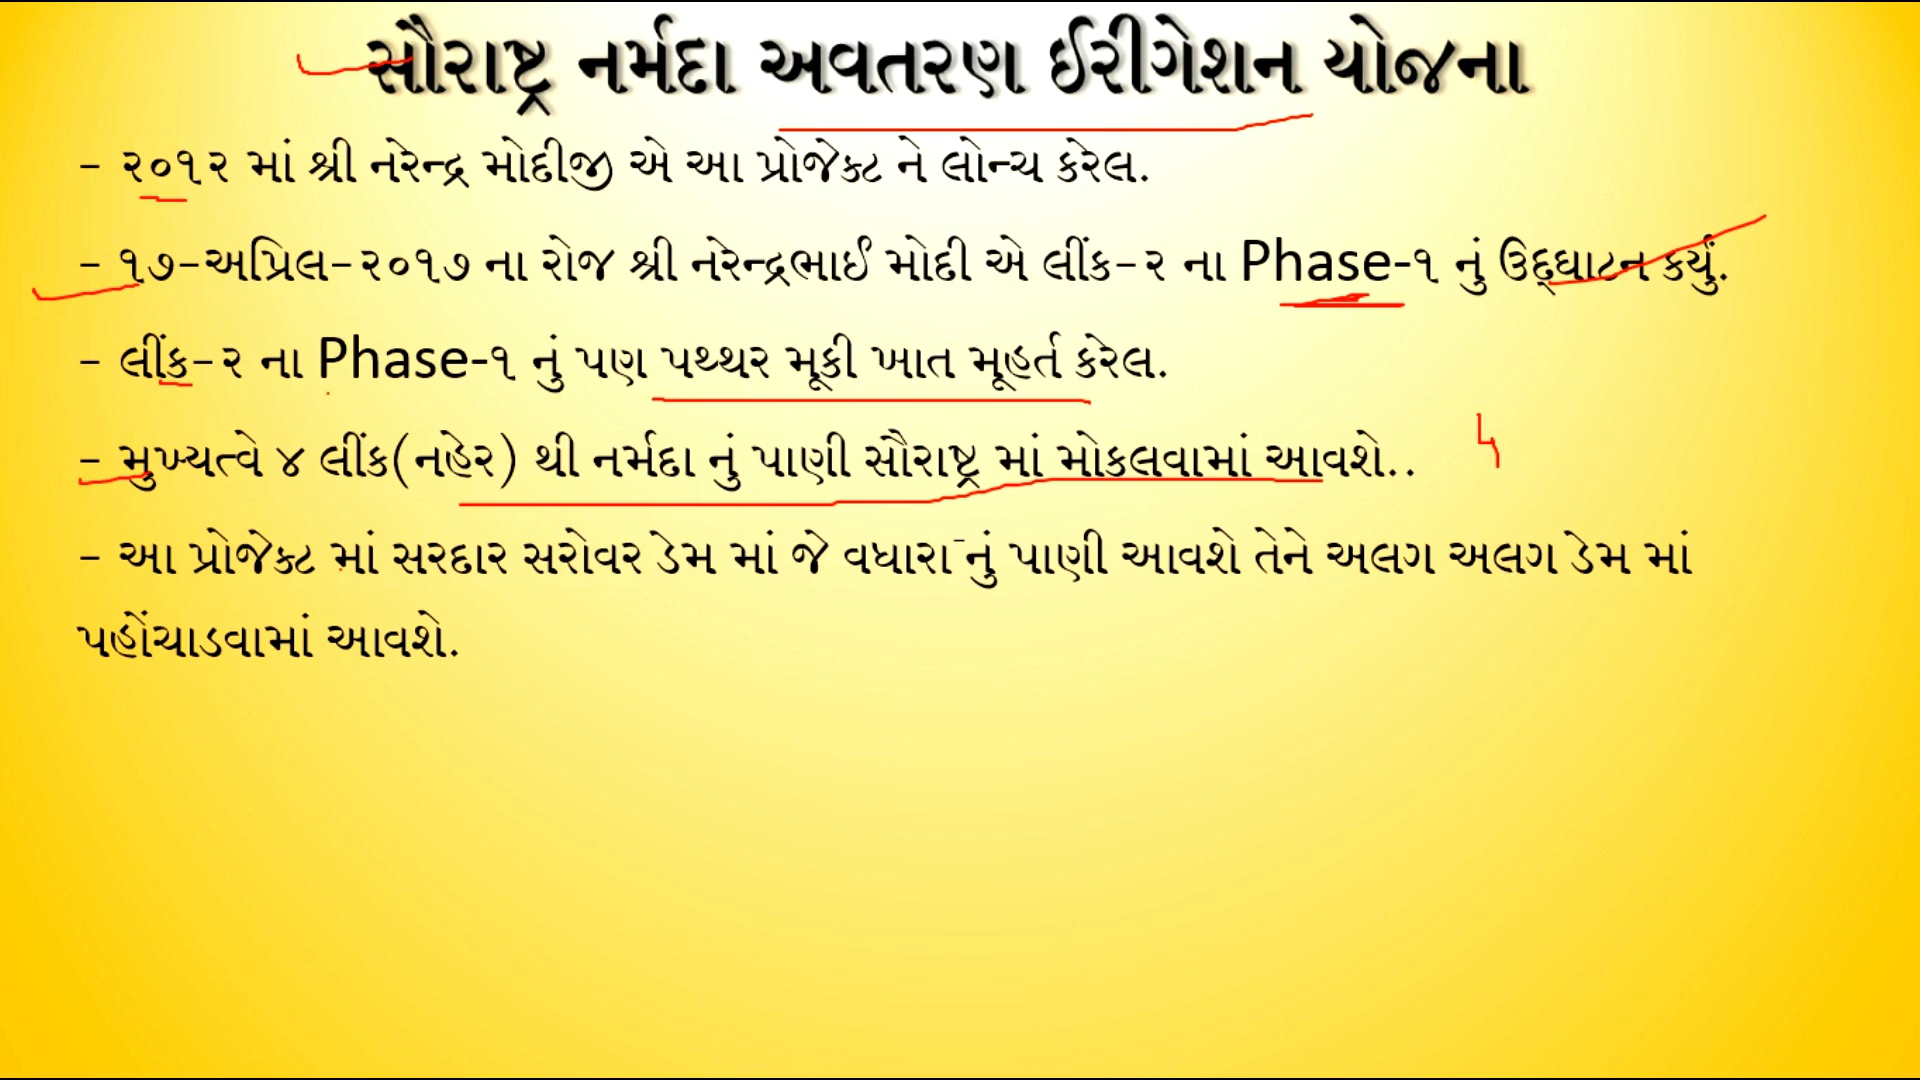 સૌરાષ્ટ્ર નર્મદા અવતરણ ઈરીગેશન યોજના
- ૨૦૧૨ માં શ્રી નરેન્દ્ર મોદીજી એ આ પ્રોજેક્ટ ને લોન્ચ કરેલ.
- ૧૭-અપ્રિલ-૨૦૧૭ ના રોજ શ્રી નરેન્દ્રભાઈ મોદી એ લીંક-૨ ના Phase-૧ નું ઉદ્ઘાટન કર્યું.
- લીંક-૨ ના Phase-૧ નું પણ પથ્થર મૂકી ખાત મૂહર્ત કરેલ.
- મુખ્યત્વે ૪ લીંક(નહેર) થી નર્મદા નું પાણી સૌરાષ્ટ્ર માં મોકલવામાં આવશે.. 4
- આ પ્રોજેક્ટ માં સરદાર સરોવર ડેમ માં જે વધારા નું પાણી આવશે તેને અલગ અલગ ડેમ માં
પહોંચાડવામાં આવશે.